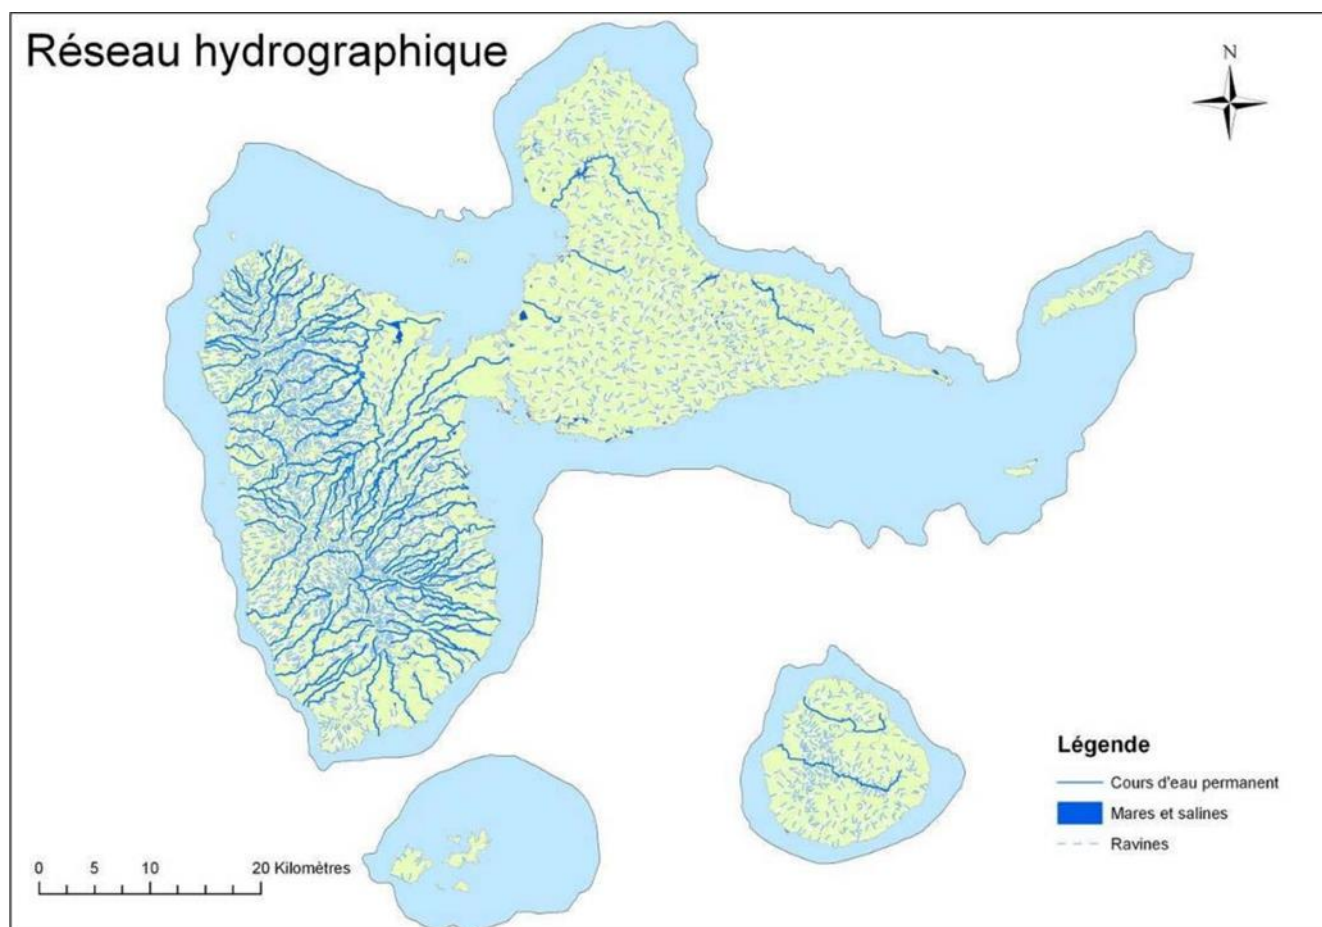 Réseau hydrographique
N
Légende
Cours d'eau permanent
Mares et salines
Ravines
0 5 10 20 Kilomètres